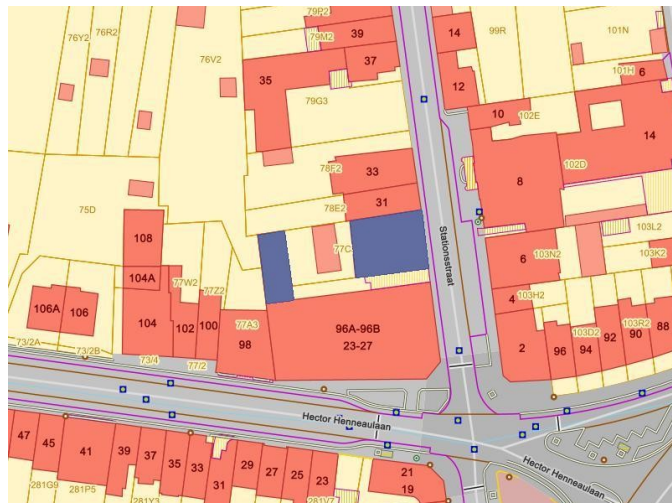 79P2
76Y2
76R2
79M2
39
14
99R
101N
76V2
37
35
12
101H
6
79G3
10
102E
14
78F2
33
8
102D
31
78E2
75D
108
77C
Stationsstraat
103L2
6
103N2
103K2
104A
77W2
77Z2
4
103H2
106A
106
104
102
100
77A3
98
96A-96B
23-27
2
96
103D2
94
92
103R2
90
88
73/2A
73/2B
73/4
77/2
Hector Henneaulaan
47
45
41
39
37
35
33
31
29
27
25
23
21
19
Hector Henneaulaan
281G9
281P5
281Y3
281V7